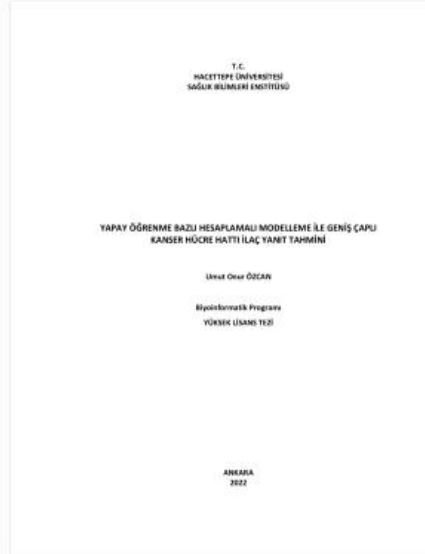 T.C.
HACETTEPE ÜNİVERSİTESİ
SAĞLIK BİLİMLERİ ENSTİTÜSÜ
YAPAY ÖĞRENME BAZLI HESAPLAMALI MODELLEME İLE GENİŞ ÇAPLI
KANSER HÜCRE HATTI İLAÇ YANIT TAHMİNİ
Umut Onur ÖZCAN
Biyoinformatik Programı
YÜKSEK LİSANS TEZİ
ANKARA
2022